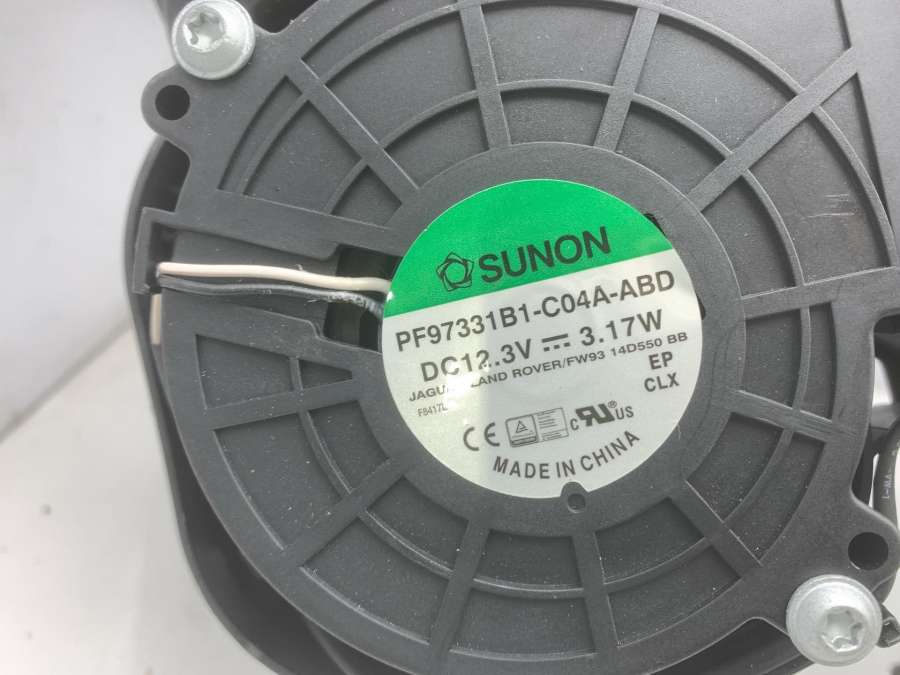 SUNON
PF97331B1-C04A-ABD
DC12.3V ⎓ 3.17W
LAND ROVER/FW93 14D550 BB
EP
CLX
CE
c RU® US
MADE IN CHINA